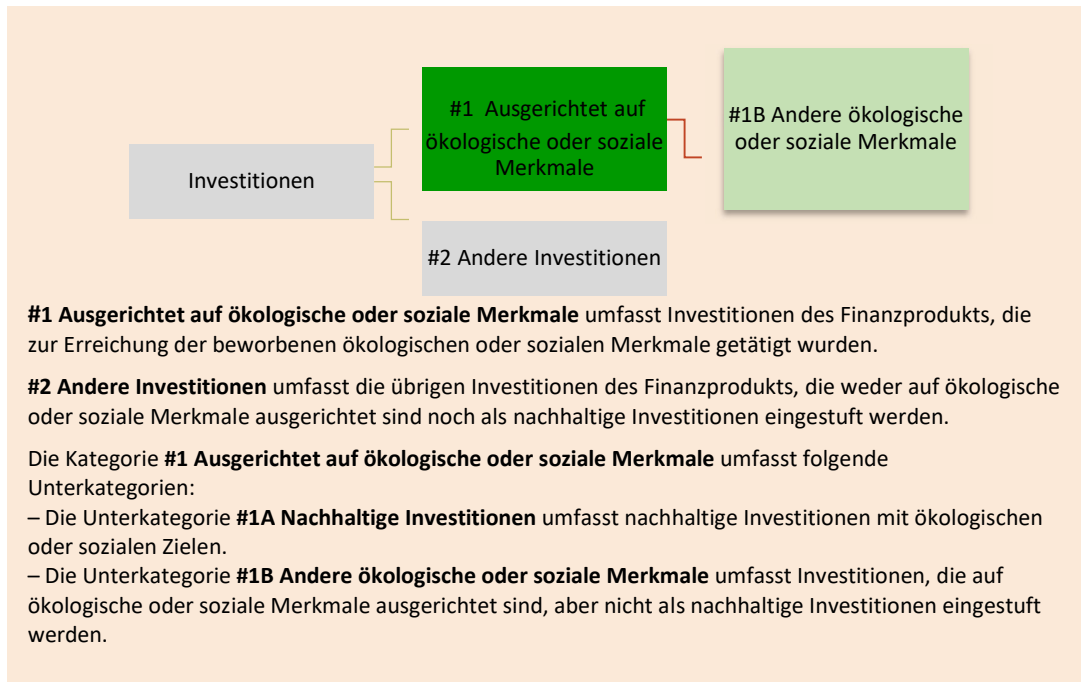 #1 Ausgerichtet auf
ökologische oder soziale
Merkmale
#1B Andere ökologische
oder soziale Merkmale
Investitionen
#2 Andere Investitionen
#1 Ausgerichtet auf ökologische oder soziale Merkmale umfasst Investitionen des Finanzprodukts, die
zur Erreichung der beworbenen ökologischen oder sozialen Merkmale getätigt wurden.
#2 Andere Investitionen umfasst die übrigen Investitionen des Finanzprodukts, die weder auf ökologische
oder soziale Merkmale ausgerichtet sind noch als nachhaltige Investitionen eingestuft werden.
Die Kategorie #1 Ausgerichtet auf ökologische oder soziale Merkmale umfasst folgende
Unterkategorien:
– Die Unterkategorie #1A Nachhaltige Investitionen umfasst nachhaltige Investitionen mit ökologischen
oder sozialen Zielen.
– Die Unterkategorie #1B Andere ökologische oder soziale Merkmale umfasst Investitionen, die auf
ökologische oder soziale Merkmale ausgerichtet sind, aber nicht als nachhaltige Investitionen eingestuft
werden.